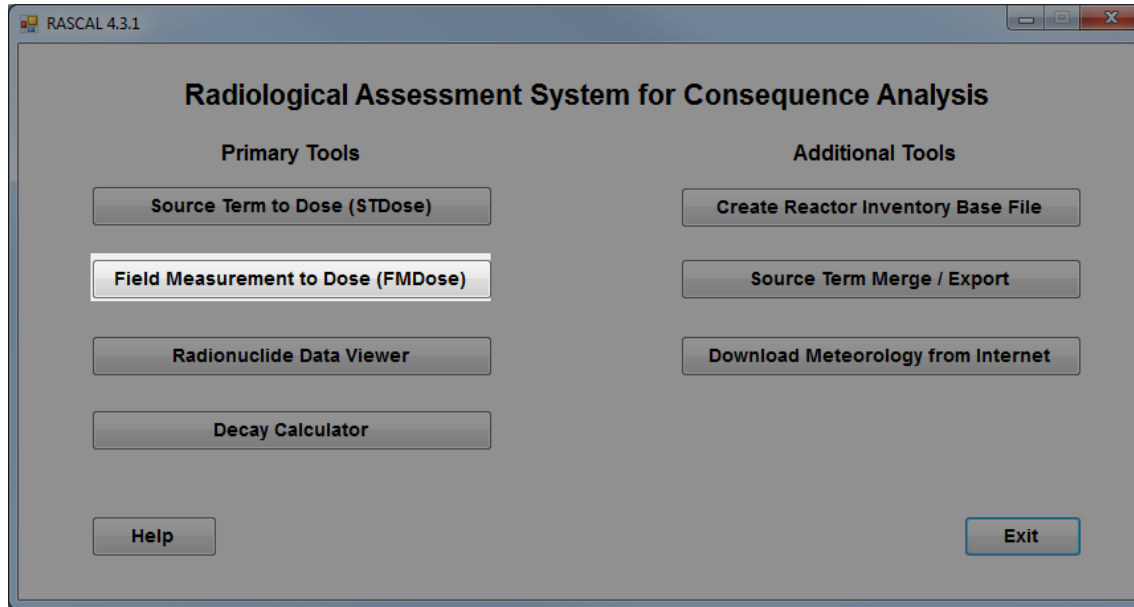 RASCAL 4.3.1
Radiological Assessment System for Consequence Analysis
Primary Tools
Source Term to Dose (STDose)
Field Measurement to Dose (FMDose)
Radionuclide Data Viewer
Decay Calculator
Additional Tools
Create Reactor Inventory Base File
Source Term Merge / Export
Download Meteorology from Internet
Help
Exit